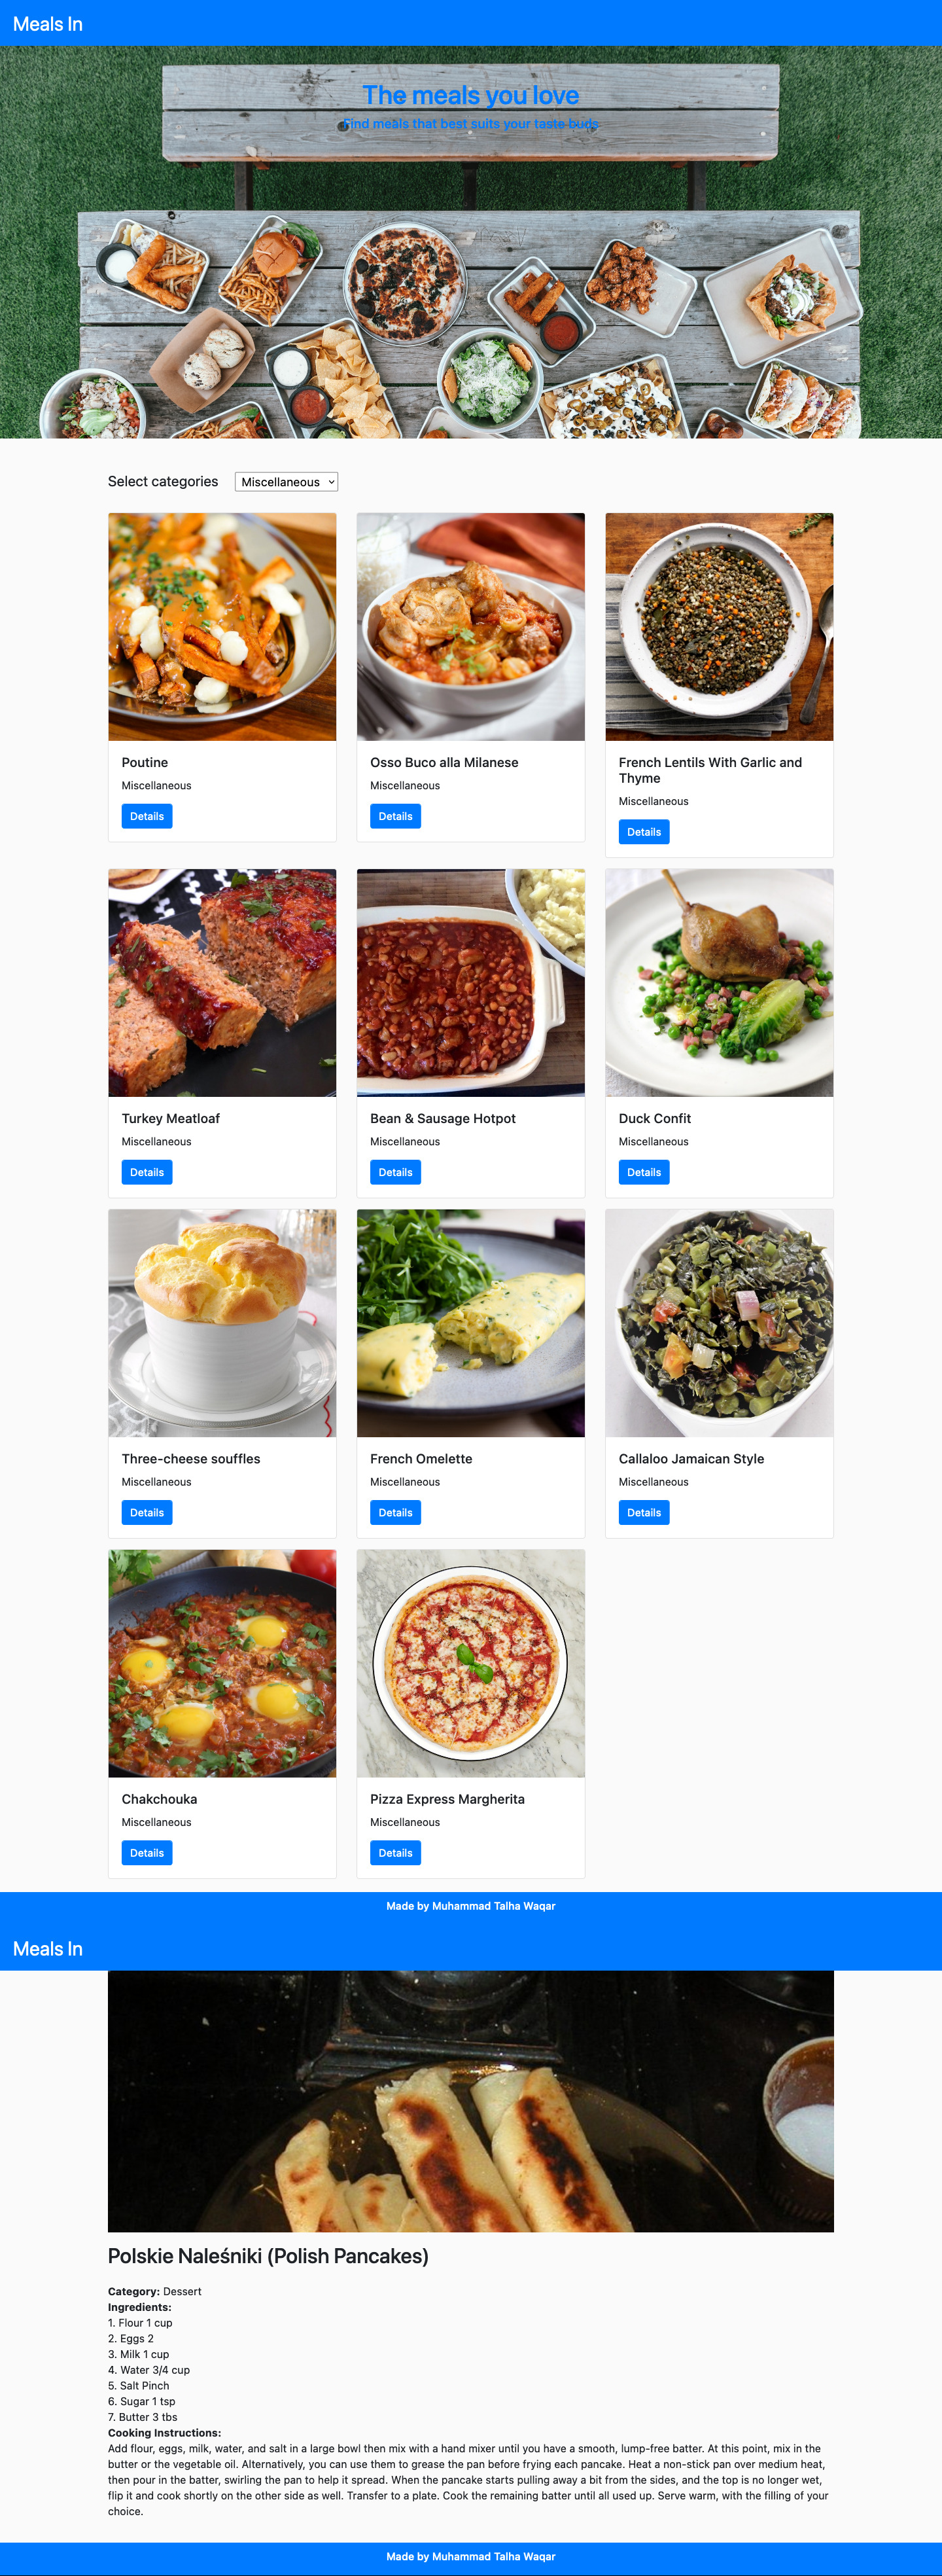 Meals In
The meals you love
Find meals that best suits your taste buds
Select categories
Miscellaneous
Poutine
Miscellaneous
Details
Osso Buco alla Milanese
Miscellaneous
Details
French Lentils With Garlic and
Thyme
Miscellaneous
Details
Turkey Meatloaf
Miscellaneous
Details
Bean & Sausage Hotpot
Miscellaneous
Details
Duck Confit
Miscellaneous
Details
Three-cheese souffles
Miscellaneous
Details
French Omelette
Miscellaneous
Details
Callaloo Jamaican Style
Miscellaneous
Details
Chakchouka
Miscellaneous
Details
Pizza Express Margherita
Miscellaneous
Details
Made by Muhammad Talha Waqar
Meals In
Polskie Naleśniki (Polish Pancakes)
Category: Dessert
Ingredients:
1. Flour 1 cup
2. Eggs 2
3. Milk 1 cup
4. Water 3/4 cup
5. Salt Pinch
6. Sugar 1 tsp
7. Butter 3 tbs
Cooking Instructions:
Add flour, eggs, milk, water, and salt in a large bowl then mix with a hand mixer until you have a smooth, lump-free batter. At this point, mix in the
butter or the vegetable oil. Alternatively, you can use them to grease the pan before frying each pancake. Heat a non-stick pan over medium heat,
then pour in the batter, swirling the pan to help it spread. When the pancake starts pulling away a bit from the sides, and the top is no longer wet,
flip it and cook shortly on the other side as well. Transfer to a plate. Cook the remaining batter until all used up. Serve warm, with the filling of your
choice.
Made by Muhammad Talha Waqar